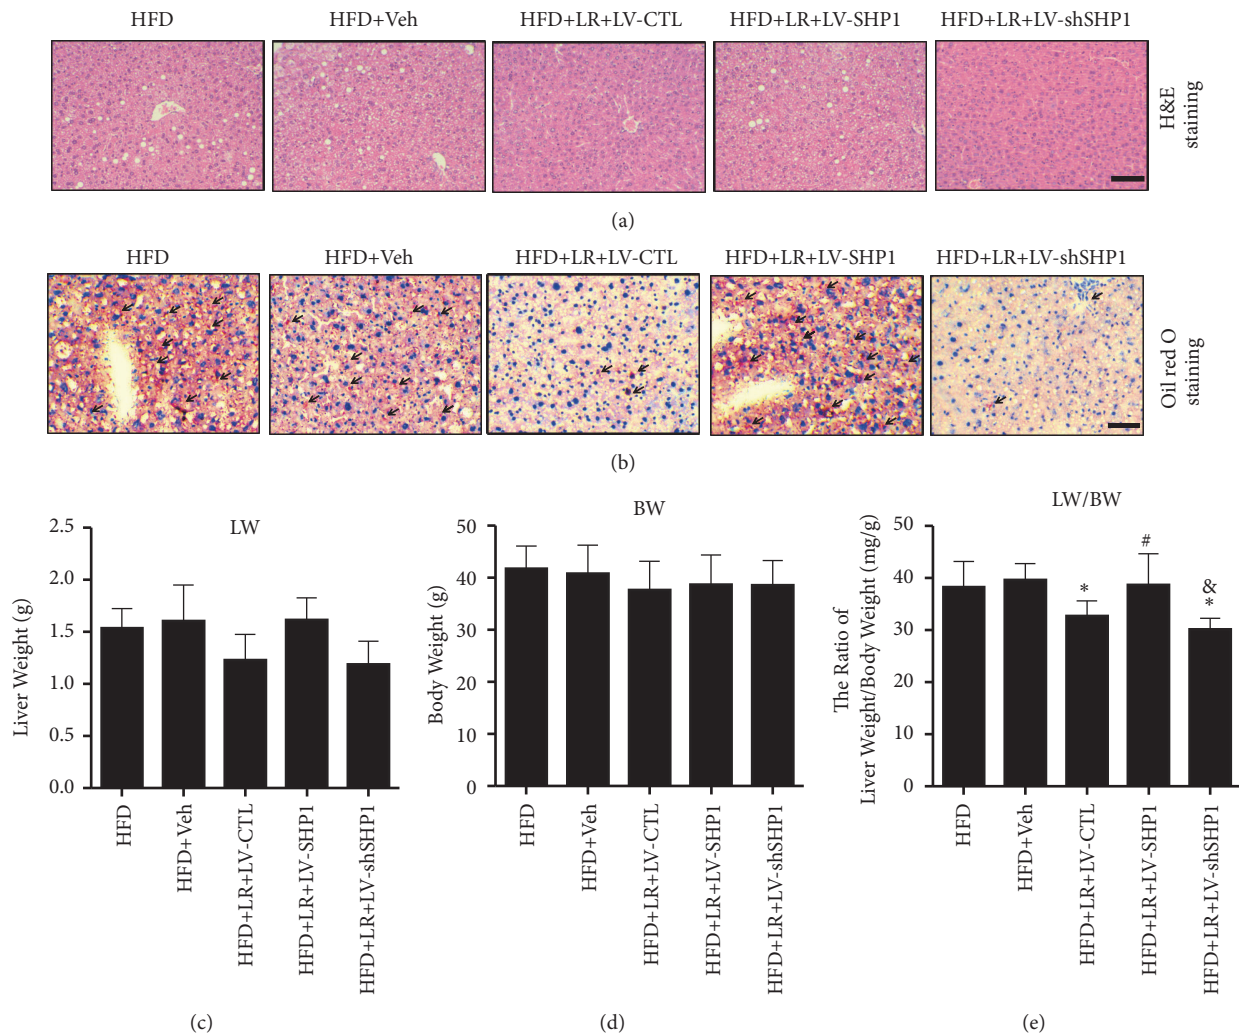 HFD HFD+Veh HFD+LR+LV-CTL HFD+LR+LV-SHP1 HFD+LR+LV-shSHP1
H&E
staining
(a)
HFD HFD+Veh HFD+LR+LV-CTL HFD+LR+LV-SHP1 HFD+LR+LV-shSHP1
Oil red O
staining
(b)
LW
Liver Weight (g)
2.5
2.0
1.5
1.0
0.5
0.0
HFD
HFD+Veh
HFD+LR+LV-CTL
HFD+LR+LV-SHP1
HFD+LR+LV-shSHP1
(c)
BW
Body Weight (g)
50
40
30
20
10
0
HFD
HFD+Veh
HFD+LR+LV-CTL
HFD+LR+LV-SHP1
HFD+LR+LV-shSHP1
(d)
LW/BW
The Ratio of
Liver Weight/Body Weight (mg/g)
50
40
30
20
10
0
*
#
&
*
HFD
HFD+Veh
HFD+LR+LV-CTL
HFD+LR+LV-SHP1
HFD+LR+LV-shSHP1
(e)